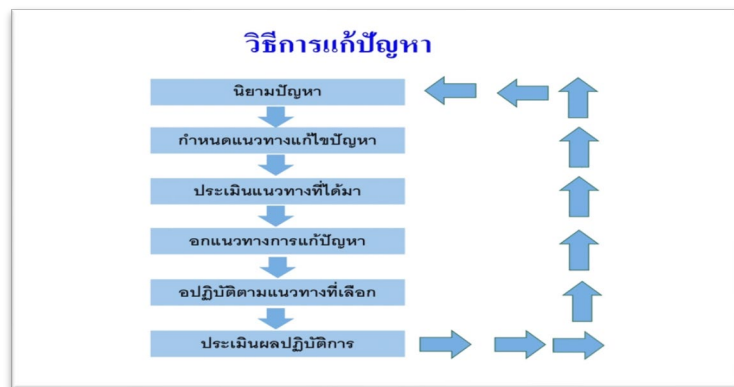 วิธีการแก้ปัญหา
นิยามปัญหา
กำหนดแนวทางแก้ไขปัญหา
ประเมินแนวทางที่ได้มา
อกแนวทางการแก้ปัญหา
อปฏิบัติตามแนวทางที่เลือก
ประเมินผลปฏิบัติการ